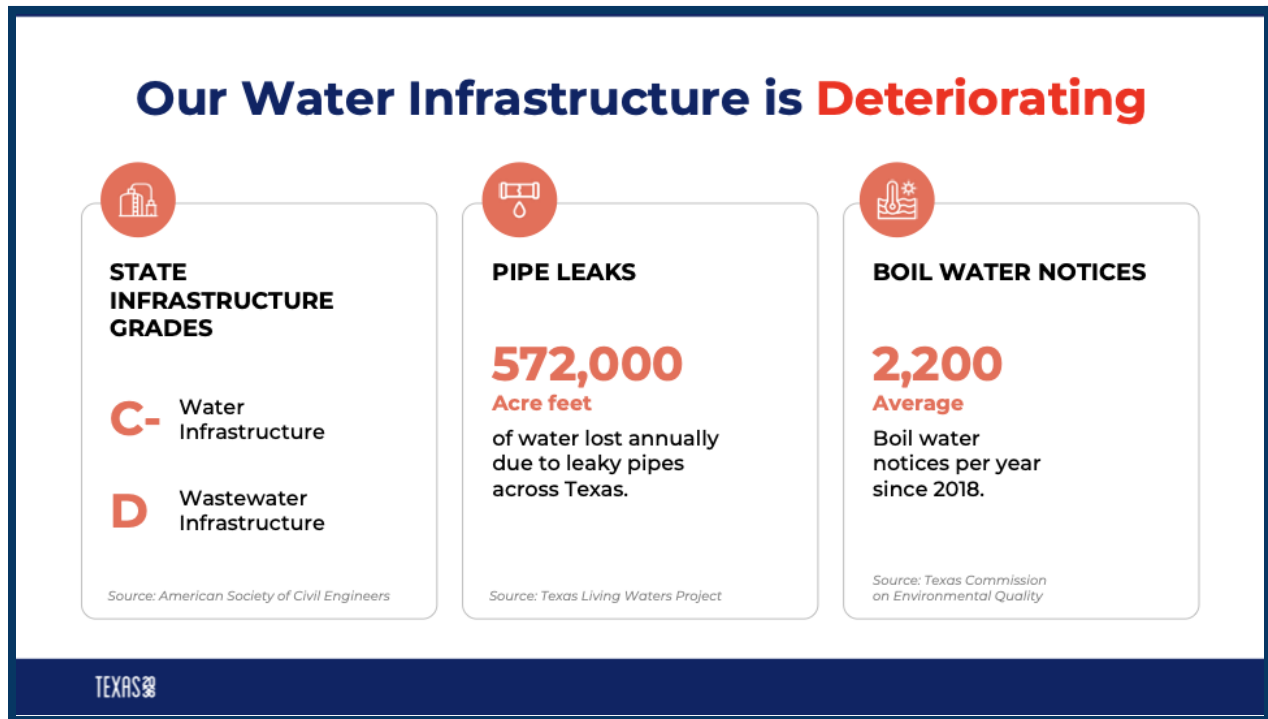 Our Water Infrastructure is Deteriorating
STATE
INFRASTRUCTURE
GRADES
C-
Water
Infrastructure
D
Wastewater
Infrastructure
Source: American Society of Civil Engineers
PIPE LEAKS
572,000
Acre feet
of water lost annually
due to leaky pipes
across Texas.
Source: Texas Living Waters Project
BOIL WATER NOTICES
2,200
Average
Boil water
notices per year
since 2018.
Source: Texas Commission
on Environmental Quality
TEXAS 2036